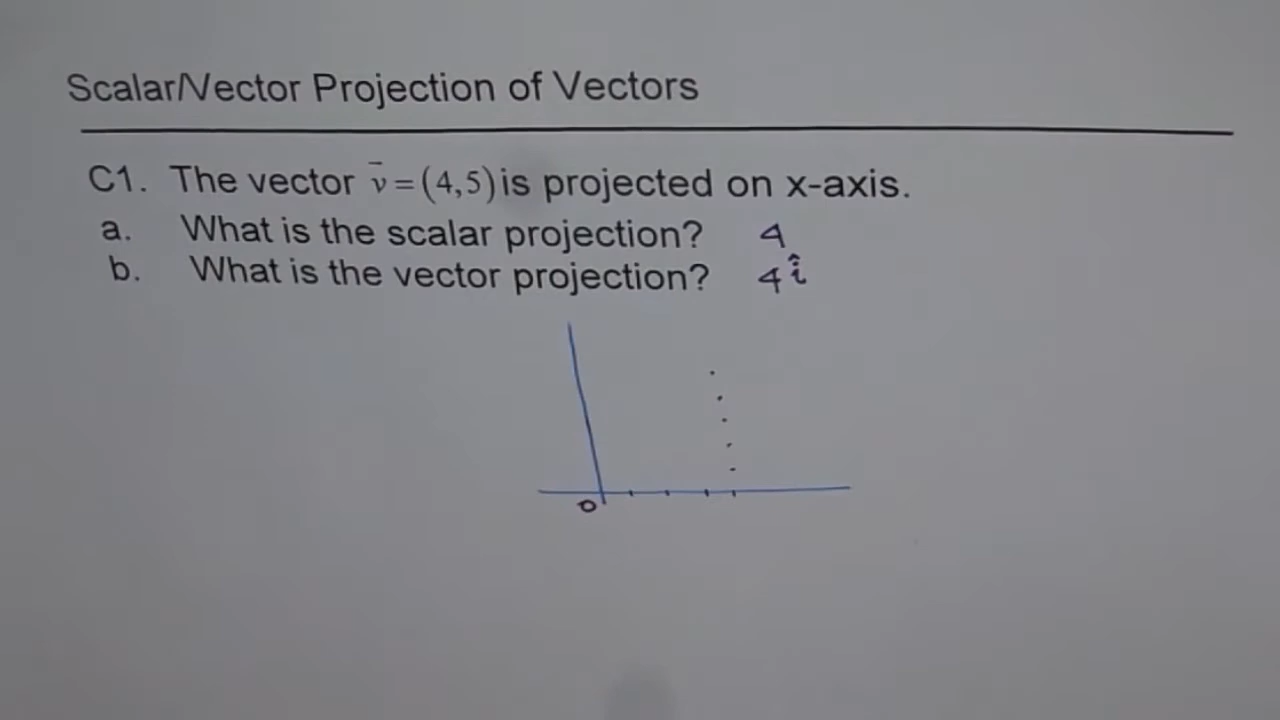 Scalar/Vector Projection of Vectors
C1. The vector v̄ = (4,5) is projected on x-axis.
a. What is the scalar projection? 4
b. What is the vector projection? 4î
0